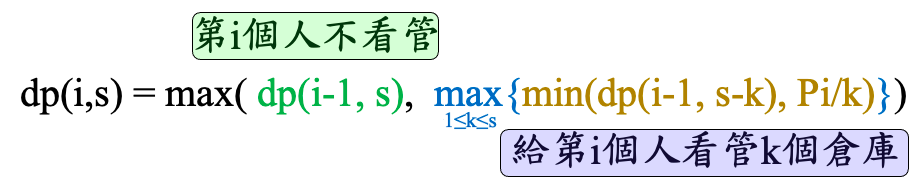 第i個人不看管
dp(i,s) = max( dp(i-1, s), max{min(dp(i-1, s-k), Pi/k)})
1≤k≤s
給第i個人看管k個倉庫